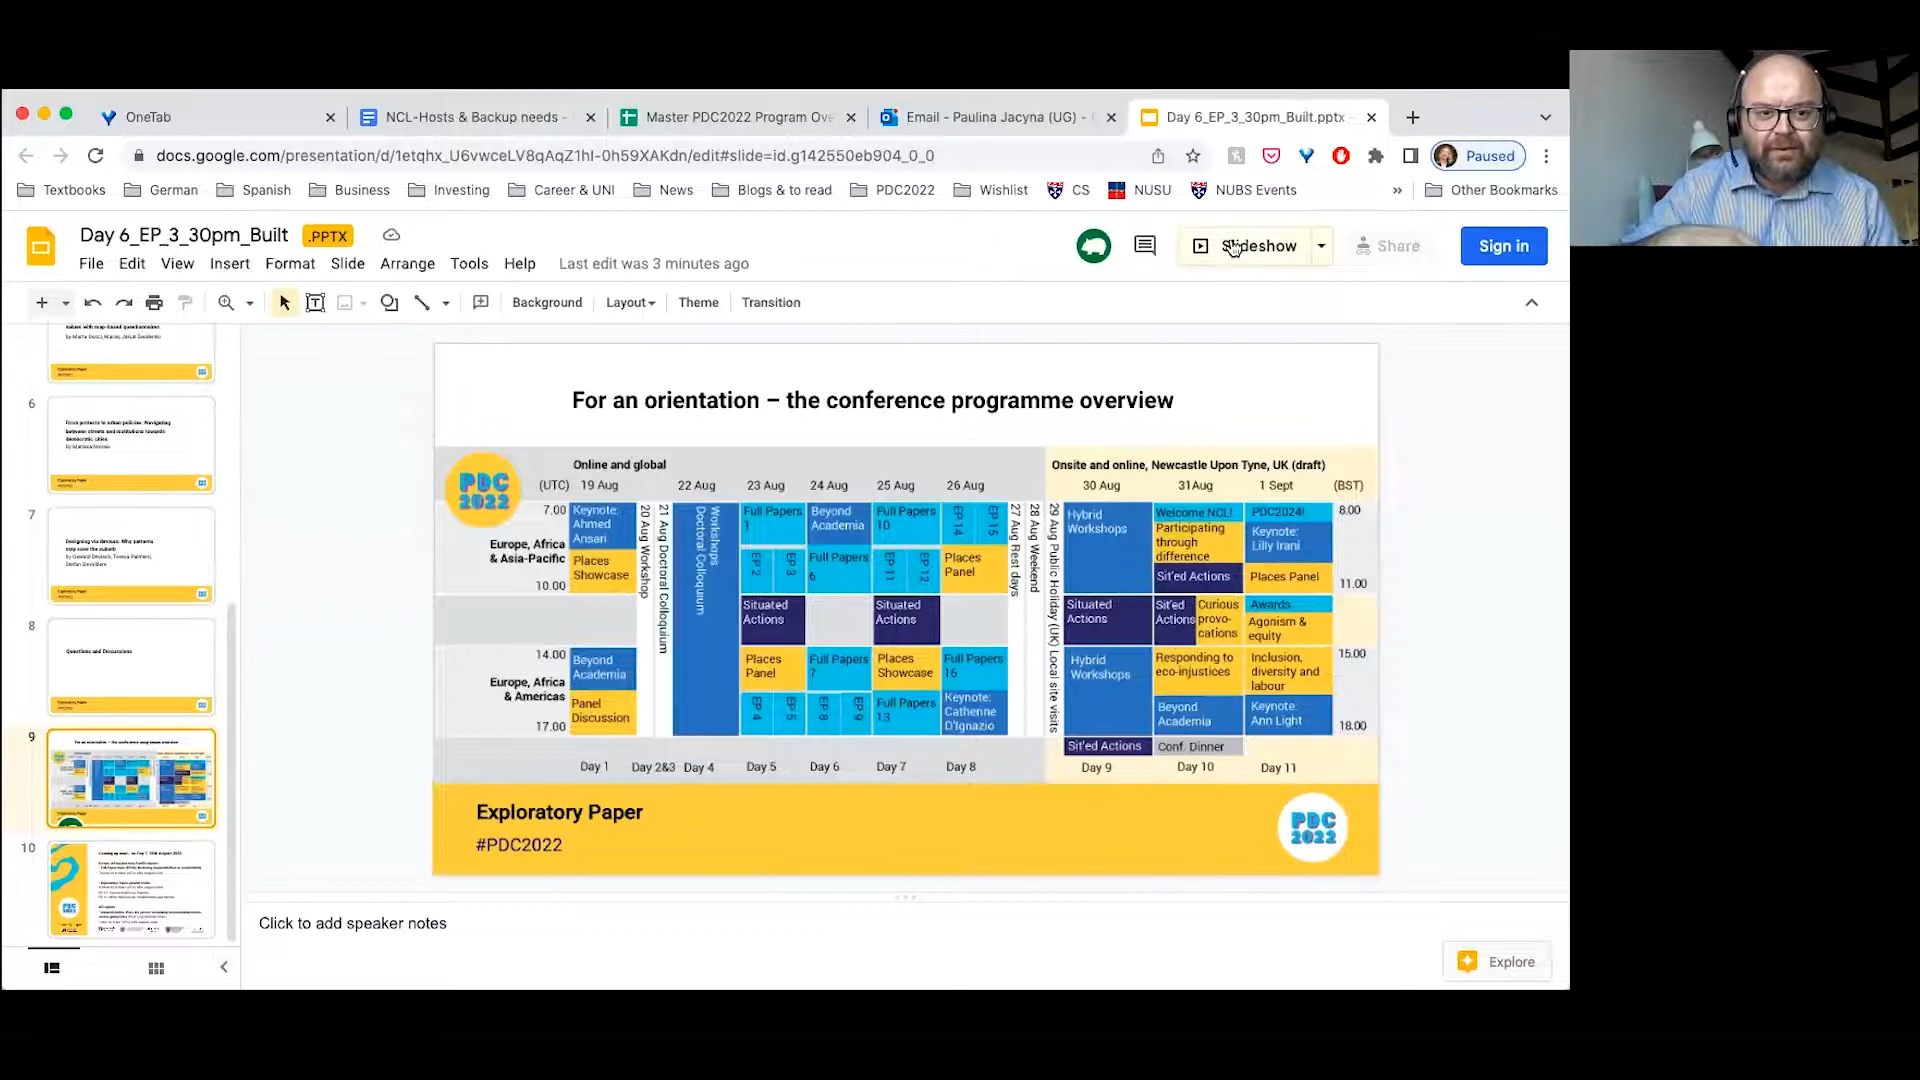 OneTab
NCL-Hosts & Backup needs -
Master PDC2022 Program Ove
Email - Paulina Jacyna (UG) - (
Day_6_EP_3_30pm_Built.pptx
docs.google.com/presentation/d/1etqhx_U6vwceLV8qAqZ1hI-0h59XAKdn/edit#slide=id.g142550eb904_0_0
Paused
Textbooks
German
Spanish
Business
Investing
Career & UNI
News
Blogs & to read
PDC2022
Wishlist
CS
NUSU
NUBS Events
»
Other Bookmarks
Day 6_EP_3_30pm_Built
.PPTX
Slideshow
Share
Sign in
File Edit View Insert Format Slide Arrange Tools Help
Last edit was 3 minutes ago
Background
Layout
Theme
Transition
6
7
8
Questions and Discussions
9
10
For an orientation – the conference programme overview
Online and global
Onsite and online, Newcastle Upon Tyne, UK (draft)
PDC
2022
(UTC) 19 Aug 22 Aug 23 Aug 24 Aug 25 Aug 26 Aug 30 Aug 31Aug 1 Sept (BST)
7.00
Europe, Africa
& Asia-Pacific
10.00
14.00
Europe, Africa
& Americas
17.00
Keynote:
Ahmed
Ansari
Places
Showcase
Beyond
Academia
Panel
Discussion
20 Aug Workshop
21 Aug Doctoral Colloquium
Workshops
Doctoral Colloquium
Full Papers
1
EP 2
EP 3
Situated
Actions
Places
Panel
EP 4
EP 5
Beyond
Academia
Full Papers
6
Full Papers
7
EP 8
EP 9
Full Papers
10
EP 11
EP 12
Situated
Actions
Places
Showcase
Full Papers
13
EP 14
EP 15
Places
Panel
Full Papers
16
Keynote:
Catherine
D'Ignazio
27 Aug Rest days
28 Aug Weekend
29 Aug Public Holiday (UK) Local site visits
Hybrid
Workshops
Situated
Actions
Hybrid
Workshops
Sit'ed Actions
Welcome NCL!
Participating
through
difference
Sit'ed Actions
Sit'ed
Actions
Curious
provo-
cations
Responding to
eco-injustices
Beyond
Academia
Conf. Dinner
PDC2024!
Keynote:
Lilly Irani
Places Panel
Awards
Agonism &
equity
Inclusion,
diversity and
labour
Keynote:
Ann Light
8.00
11.00
15.00
18.00
Day 1 Day 2&3 Day 4 Day 5 Day 6 Day 7 Day 8 Day 9 Day 10 Day 11
Exploratory Paper
#PDC2022
PDC
2022
Click to add speaker notes
Explore